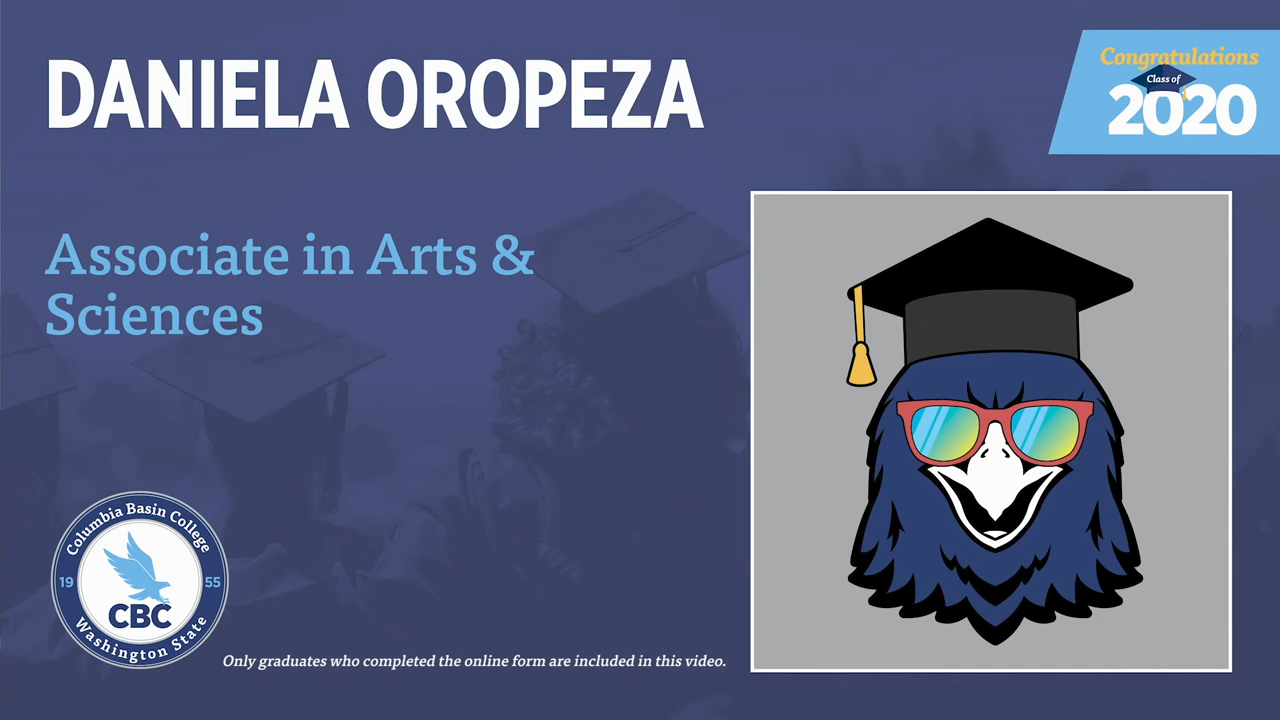 DANIELA OROPEZA
Congratulations
Class of
2020
Associate in Arts &
Sciences
Columbia Basin College
19 55
CBC
Washington State
Only graduates who completed the online form are included in this video.